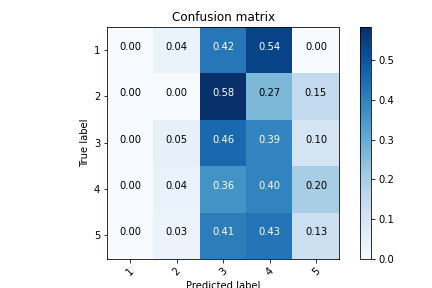 Confusion matrix
1 0.00 0.04 0.42 0.54 0.00
2 0.00 0.00 0.58 0.27 0.15
3 0.00 0.05 0.46 0.39 0.10
4 0.00 0.04 0.36 0.40 0.20
5 0.00 0.03 0.41 0.43 0.13
1 2 3 4 5
True label
Predicted label
0.5
0.4
0.3
0.2
0.1
0.0